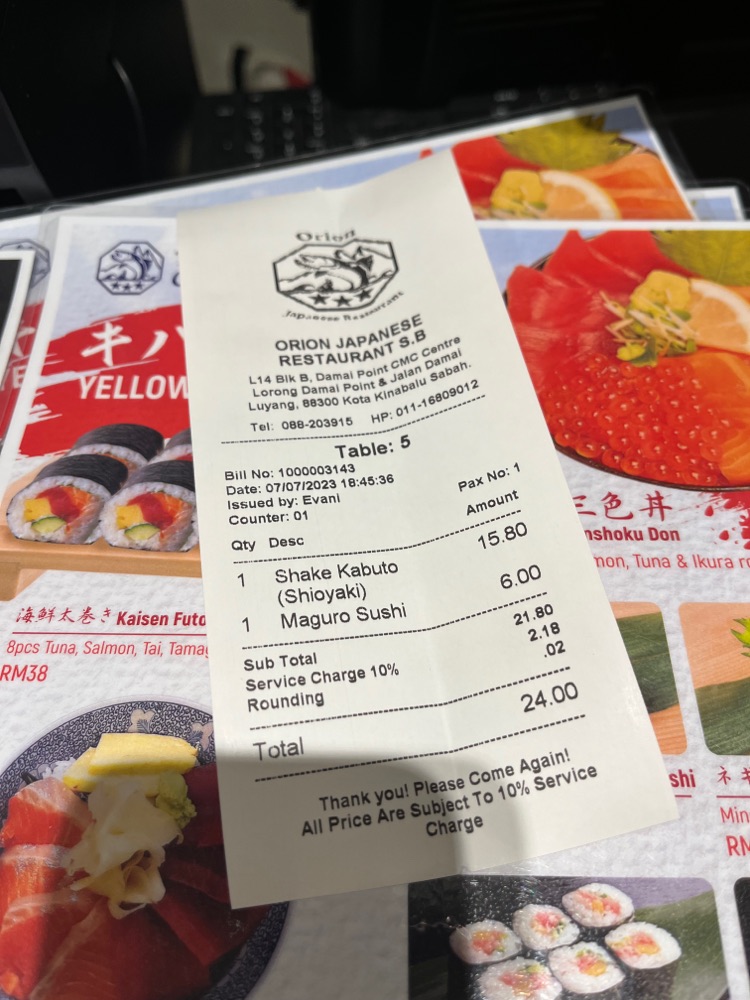 Orion
Japanese Restaurant
ORION JAPANESE
RESTAURANT S.B
L14 Blk B, Damai Point CMC Centre
Lorong Damai Point & Jalan Damai
Luyang, 88300 Kota Kinabalu Sabah.
Tel: 088-203915 HP: 011-16809012
Table: 5
Bill No: 1000003143
Date: 07/07/2023 18:45:36
Issued by: Evani
Counter: 01
Pax No: 1
Qty Desc Amount
1 Shake Kabuto 15.80
(Shioyaki)
1 Maguro Sushi 6.00
Sub Total 21.80
Service Charge 10% 2.18
Rounding .02
Total 24.00
Thank you! Please Come Again!
All Price Are Subject To 10% Service
Charge
YELLOW
海鮮太巻き Kaisen Futo
8pcs Tuna, Salmon, Tai, Tamag
RM38
三色丼
nshoku Don
mon, Tuna & Ikura ro
shi
ネギ
Min
RM